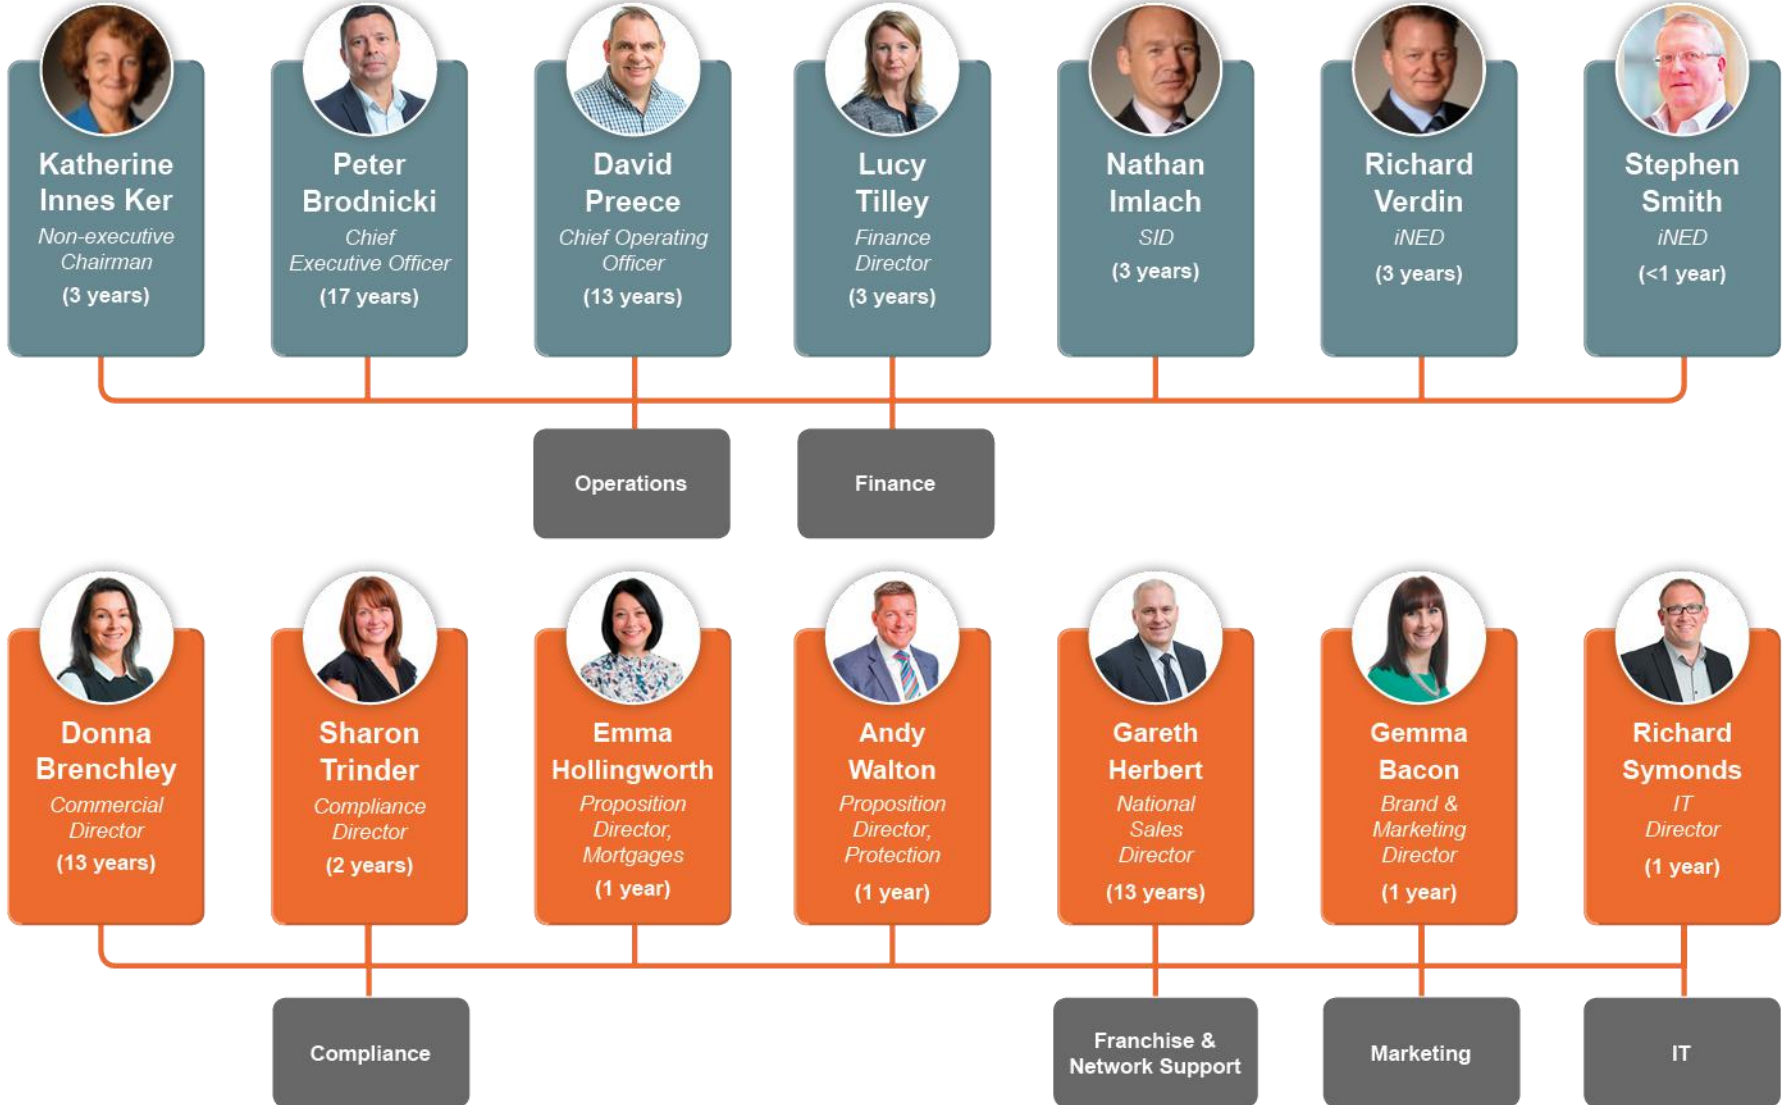 Katherine
Innes Ker
Non-executive
Chairman
(3 years)
Peter
Brodnicki
Chief
Executive Officer
(17 years)
David
Preece
Chief Operating
Officer
(13 years)
Lucy
Tilley
Finance
Director
(3 years)
Nathan
Imlach
SID
(3 years)
Richard
Verdin
iNED
(3 years)
Stephen
Smith
iNED
(<1 year)
Operations
Finance
Donna
Brenchley
Commercial
Director
(13 years)
Sharon
Trinder
Compliance
Director
(2 years)
Emma
Hollingworth
Proposition
Director,
Mortgages
(1 year)
Andy
Walton
Proposition
Director,
Protection
(1 year)
Gareth
Herbert
National
Sales
Director
(13 years)
Gemma
Bacon
Brand &
Marketing
Director
(1 year)
Richard
Symonds
IT
Director
(1 year)
Compliance
Franchise &
Network Support
Marketing
IT